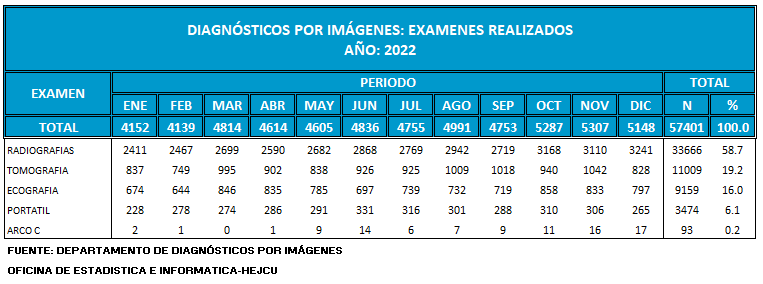 DIAGNÓSTICOS POR IMÁGENES: EXAMENES REALIZADOS
AÑO: 2022
EXAMEN PERIODO TOTAL
ENE FEB MAR ABR MAY JUN JUL AGO SEP OCT NOV DIC N %
TOTAL 4152 4139 4814 4614 4605 4836 4755 4991 4753 5287 5307 5148 57401 100.0
RADIOGRAFIAS 2411 2467 2699 2590 2682 2868 2769 2942 2719 3168 3110 3241 33666 58.7
TOMOGRAFIA 837 749 995 902 838 926 925 1009 1018 940 1042 828 11009 19.2
ECOGRAFIA 674 644 846 835 785 697 739 732 719 858 833 797 9159 16.0
PORTATIL 228 278 274 286 291 331 316 301 288 310 306 265 3474 6.1
ARCO C 2 1 0 1 9 14 6 7 9 11 16 17 93 0.2
FUENTE: DEPARTAMENTO DE DIAGNÓSTICOS POR IMÁGENES
OFICINA DE ESTADISTICA E INFORMATICA-HEJCU